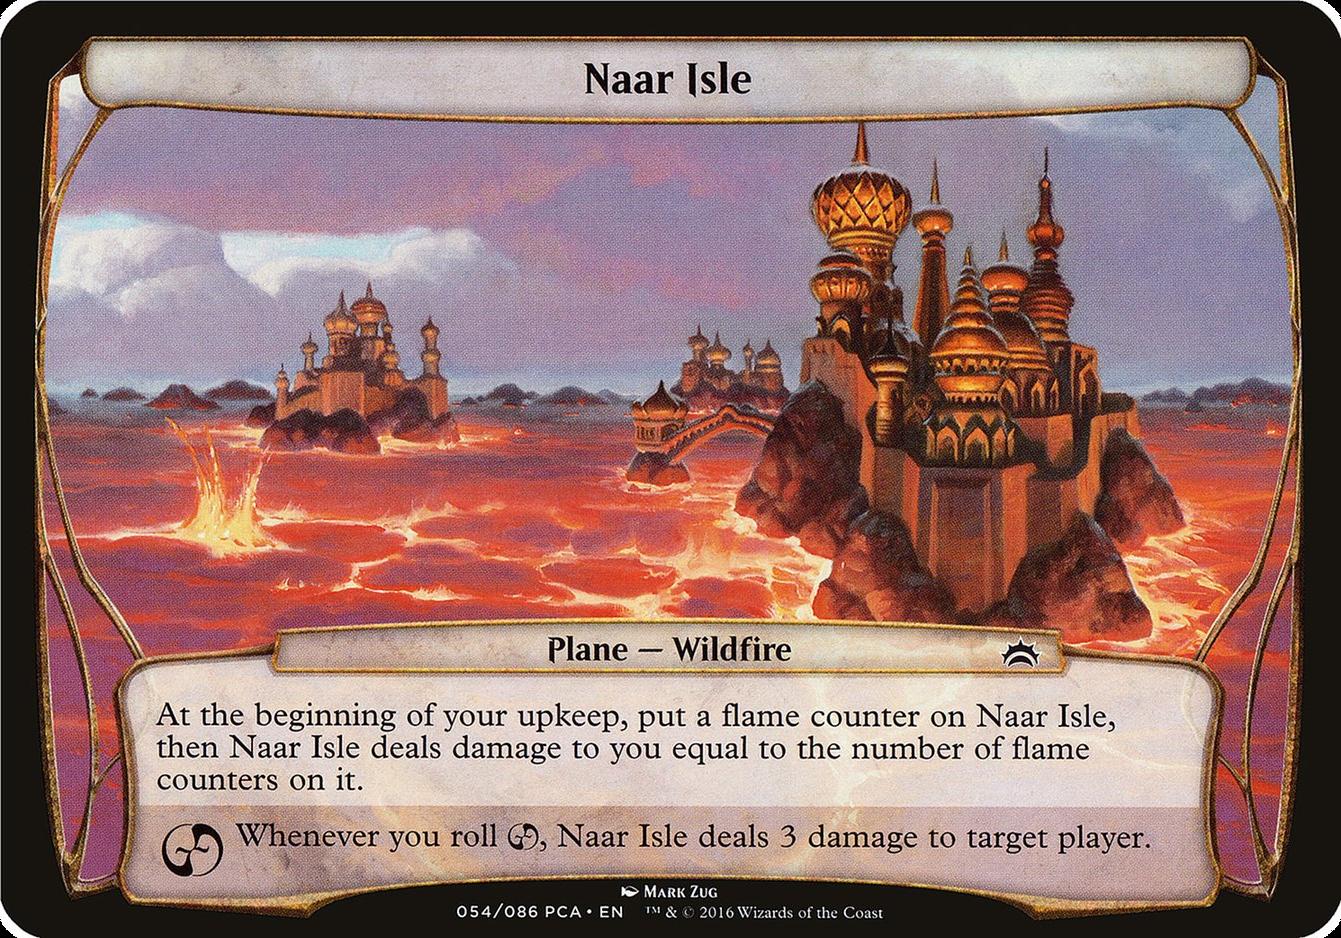 Naar Isle
Plane — Wildfire
At the beginning of your upkeep, put a flame counter on Naar Isle,
then Naar Isle deals damage to you equal to the number of flame
counters on it.
Whenever you roll , Naar Isle deals 3 damage to target player.
Mark Zug
054/086 PCA • EN ™ & © 2016 Wizards of the Coast